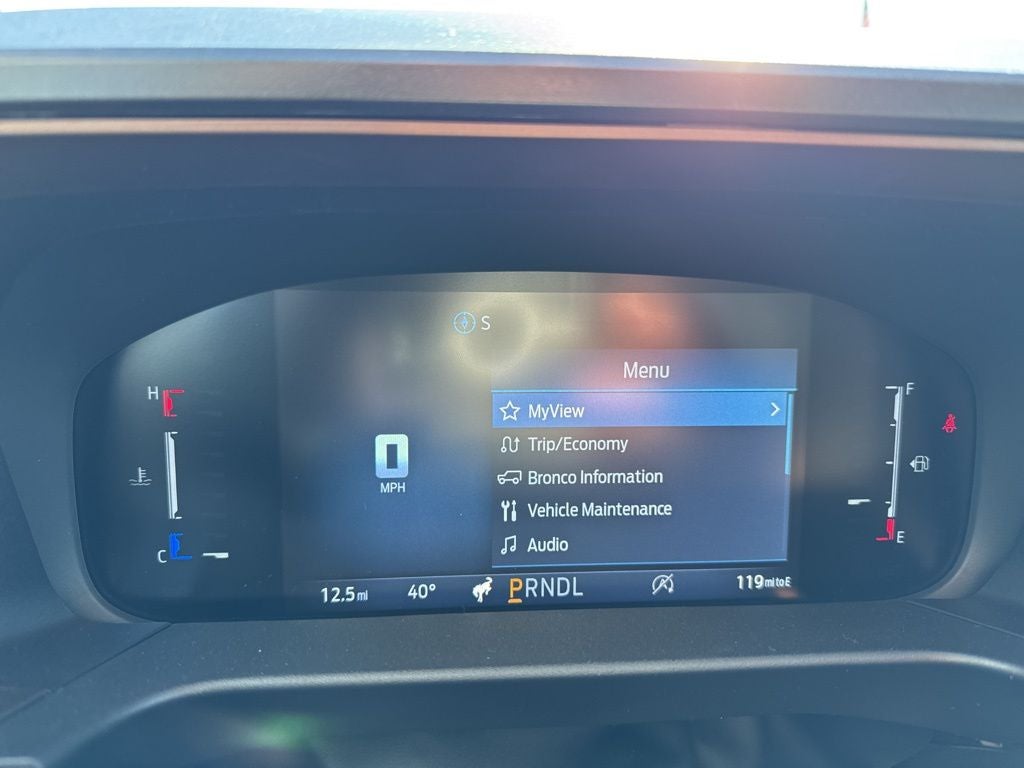 S
Menu
H
F
MyView
Trip/Economy
Bronco Information
MPH
Vehicle Maintenance
C
E
Audio
12.5 mi 40° PRNDL 119 mi to E
0